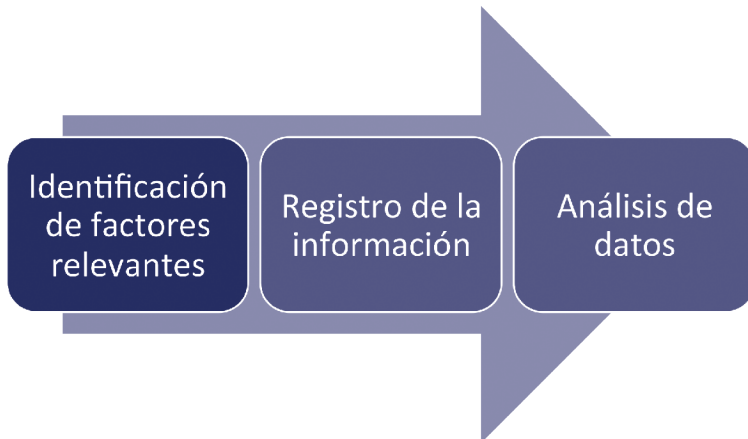 Identificación
de factores
relevantes
Registro de la
información
Análisis de
datos